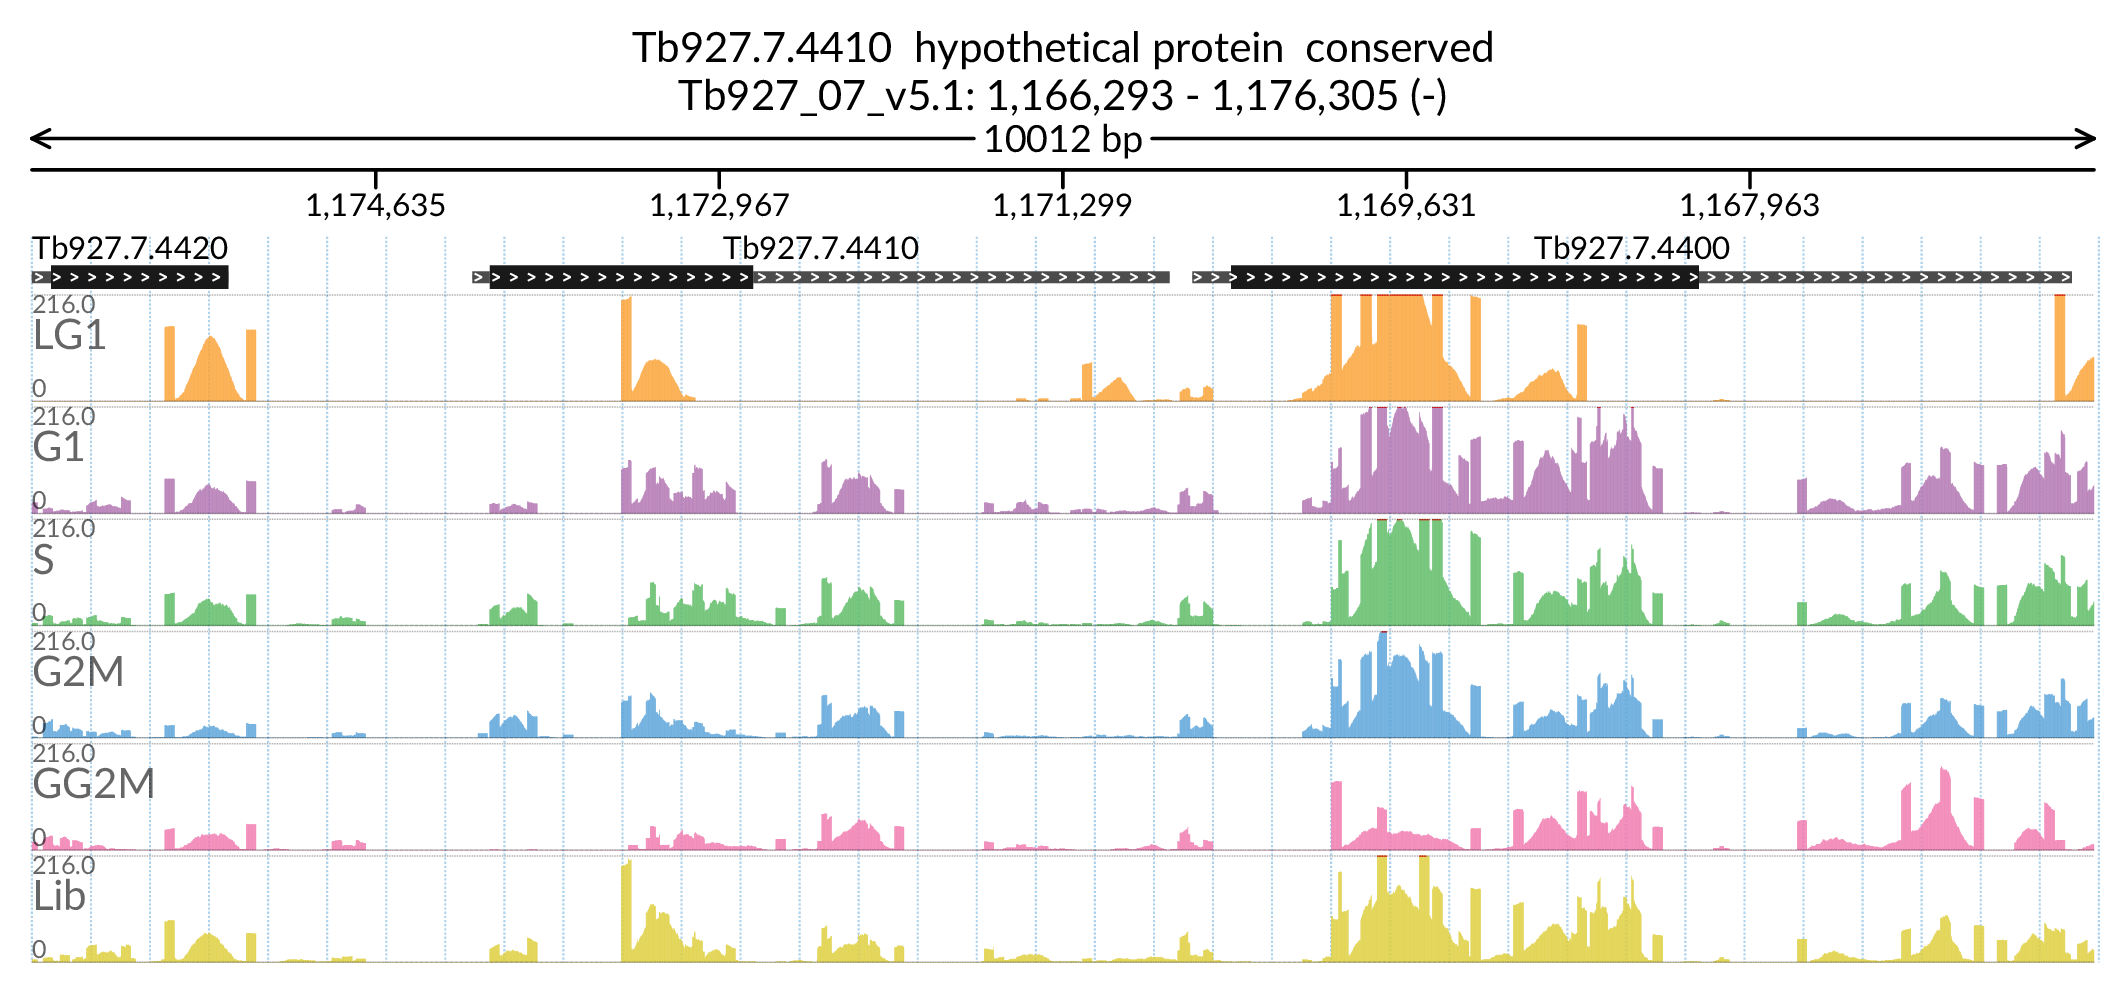 Tb927.7.4410 hypothetical protein conserved
Tb927_07_v5.1: 1,166,293 - 1,176,305 (-)
10012 bp
1,174,635 1,172,967 1,171,299 1,169,631 1,167,963
Tb927.7.4420 Tb927.7.4410 Tb927.7.4400
216.0
LG1
0
216.0
G1
0
216.0
S
0
216.0
G2M
0
216.0
GG2M
0
216.0
Lib
0